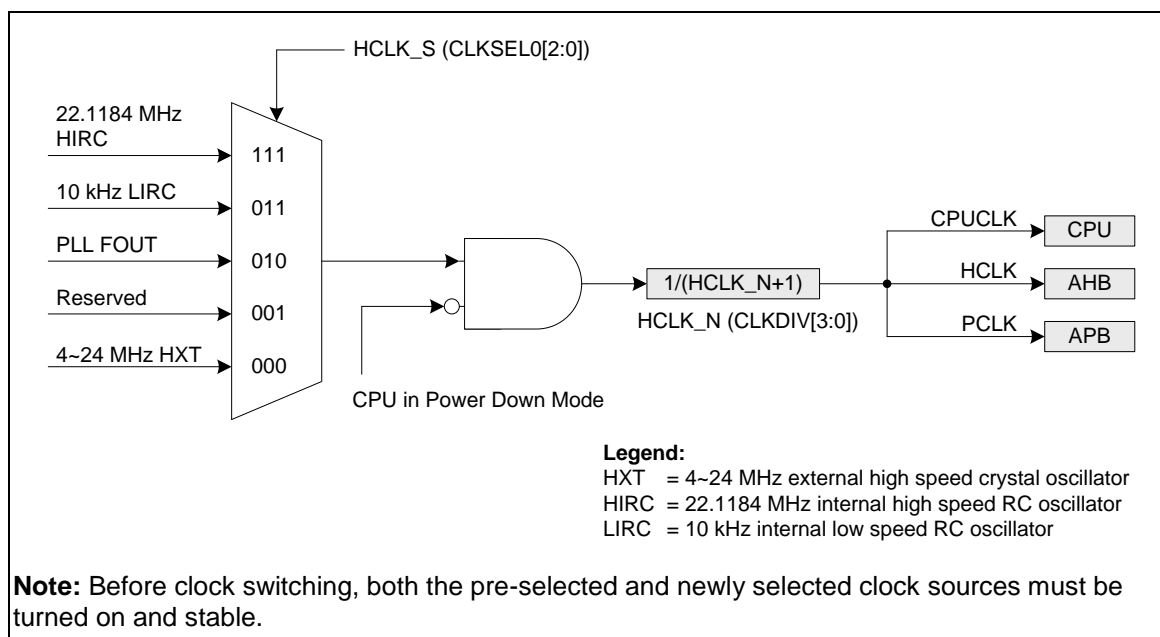 HCLK_S (CLKSEL0[2:0])
22.1184 MHz
HIRC
111
10 kHz LIRC
011
PLL FOUT
010
Reserved
001
4~24 MHz HXT
000
CPU in Power Down Mode
1/(HCLK_N+1)
HCLK_N (CLKDIV[3:0])
CPUCLK
CPU
HCLK
AHB
PCLK
APB
Legend:
HXT = 4~24 MHz external high speed crystal oscillator
HIRC = 22.1184 MHz internal high speed RC oscillator
LIRC = 10 kHz internal low speed RC oscillator
Note: Before clock switching, both the pre-selected and newly selected clock sources must be
turned on and stable.